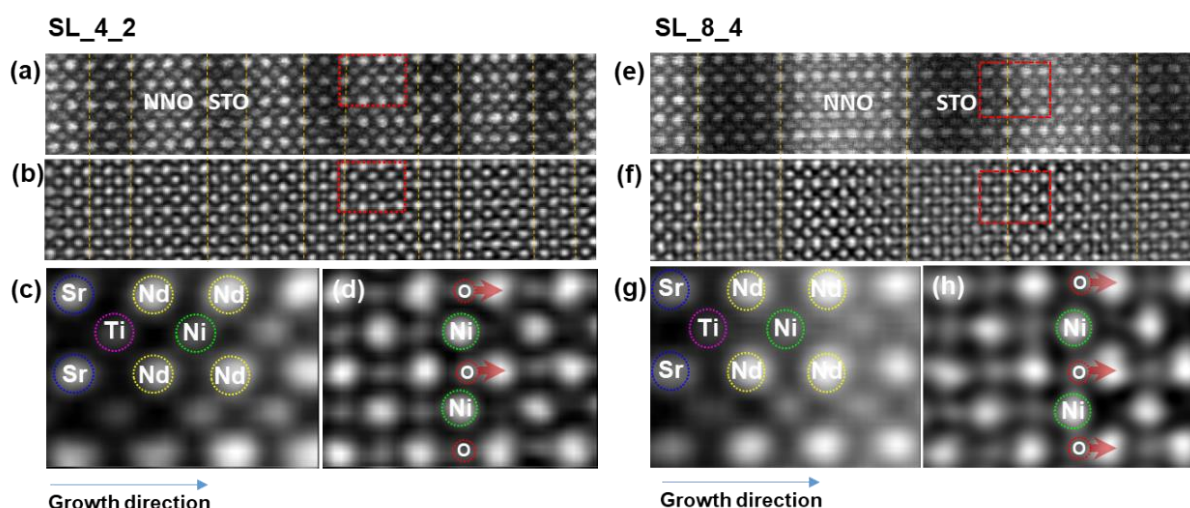 SL_4_2
(a)
NNO STO
(b)
(c)
Sr Nd Nd
Ti Ni
Sr Nd Nd
(d)
O
Ni
O
Ni
O
Growth direction
SL_8_4
(e)
NNO STO
(f)
(g)
Sr Nd Nd
Ti Ni
Sr Nd Nd
(h)
O
Ni
O
Ni
O
Growth direction